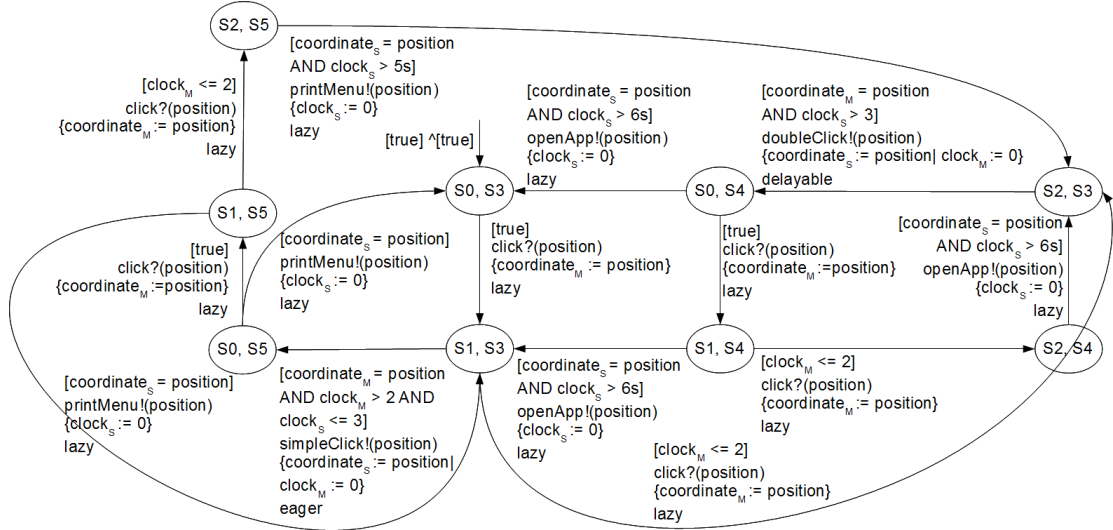 S2, S5
[coordinate_S = position
AND clock_S > 5s]
printMenu!(position)
{clock_S := 0}
lazy
[clock_M <= 2]
click?(position)
{coordinate_M := position}
lazy
[true] ^[true]
[coordinate_S = position
AND clock_S > 6s]
openApp!(position)
{clock_S := 0}
lazy
[coordinate_M = position
AND clock_S > 3]
doubleClick!(position)
{coordinate_S := position| clock_M := 0}
delayable
S0, S3
S0, S4
S2, S3
S1, S5
[true]
click?(position)
{coordinate_M :=position}
lazy
[coordinate_S = position]
printMenu!(position)
{clock_S := 0}
lazy
[true]
click?(position)
{coordinate_M := position}
[true]
click?(position)
{coordinate_M :=position}
lazy
[coordinate_S = position
AND clock_S > 6s]
openApp!(position)
{clock_S := 0}
lazy
S0, S5
S1, S3
S1, S4
S2, S4
[coordinate_S = position]
printMenu!(position)
{clock_S := 0}
lazy
[coordinate_M = position
AND clock_M > 2 AND
clock_S <= 3]
simpleClick!(position)
{coordinate_S := position|
clock_M := 0}
eager
[coordinate_S = position
AND clock_S > 6s]
openApp!(position)
{clock_S := 0}
lazy
[clock_M <= 2]
click?(position)
{coordinate_M := position}
lazy
[clock_M <= 2]
click?(position)
{coordinate_M := position}
lazy